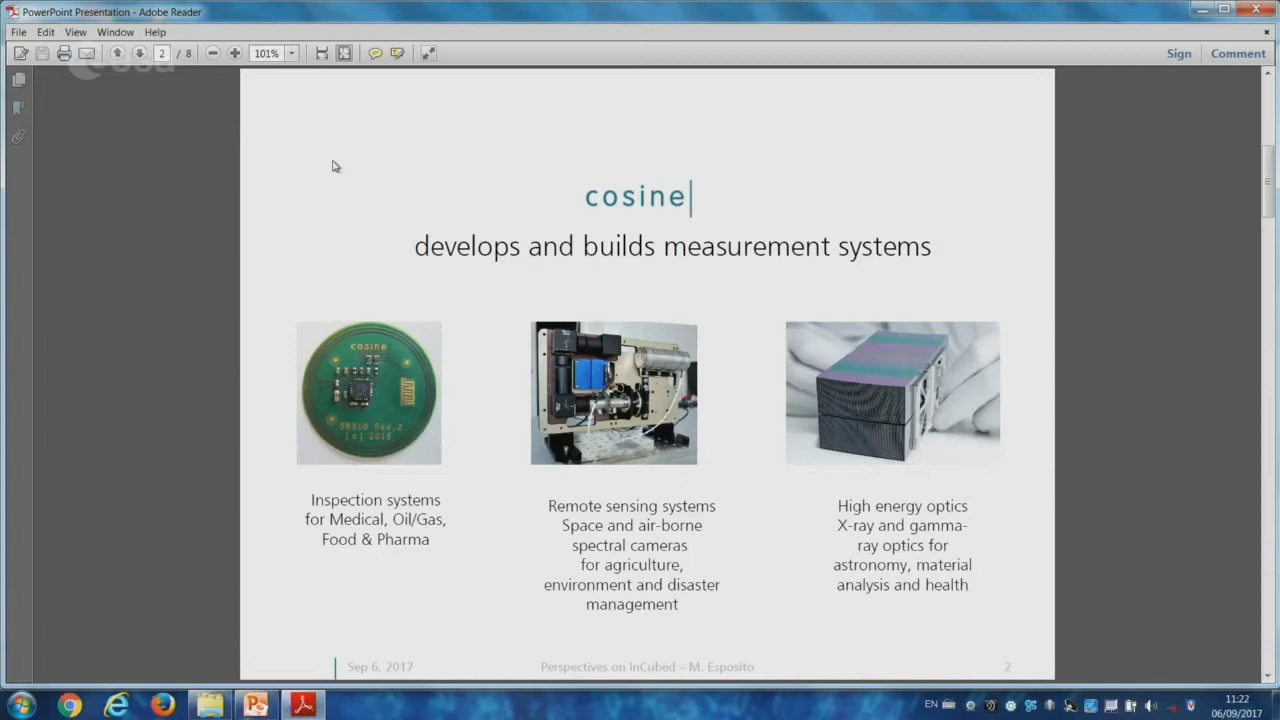 PowerPoint Presentation - Adobe Reader
File Edit View Window Help
2 / 8
101%
Sign Comment
esa
cosine
develops and builds measurement systems
cosine
Inspection systems
for Medical, Oil/Gas,
Food & Pharma
Remote sensing systems
Space and air-borne
spectral cameras
for agriculture,
environment and disaster
management
High energy optics
X-ray and gamma-
ray optics for
astronomy, material
analysis and health
Sep 6, 2017
Perspectives on InCubed – M. Esposito
2
EN
11:22
06/09/2017